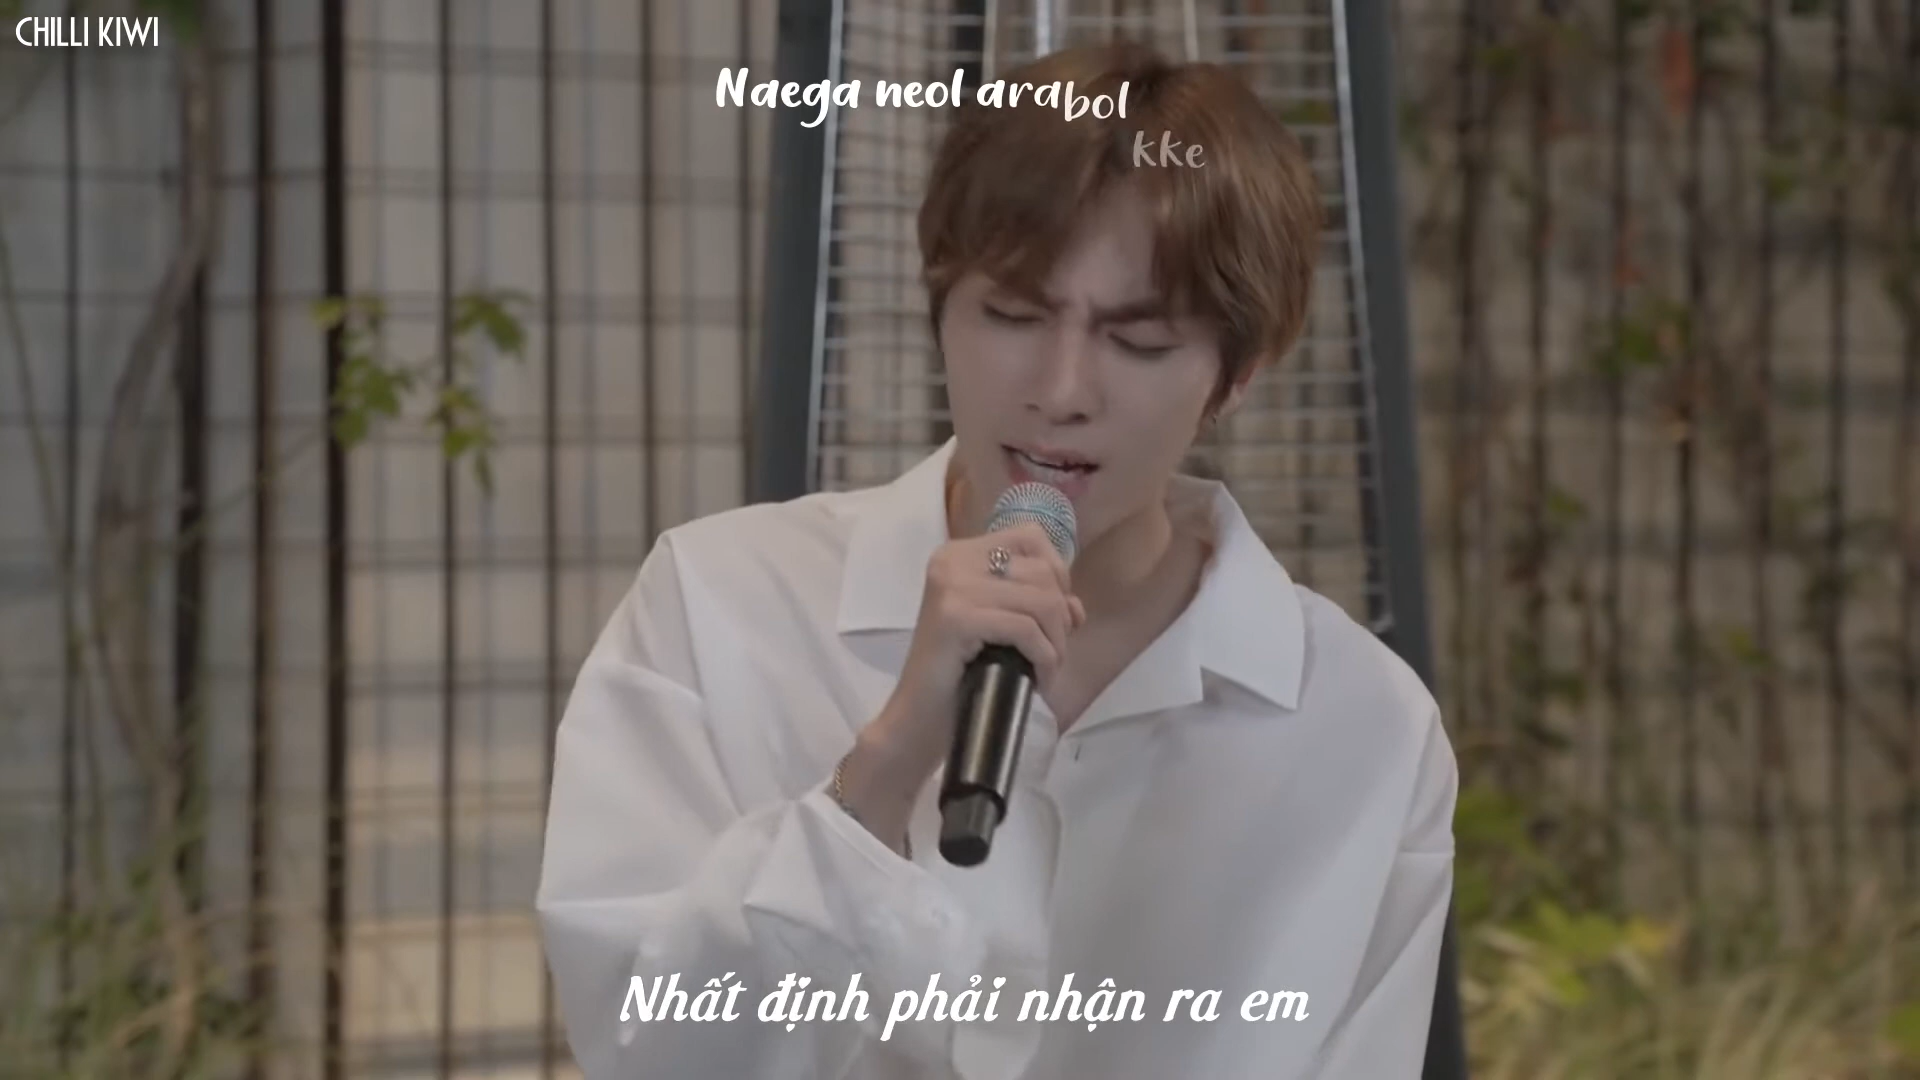 CHILLI KIWI
Naega neol arabol
kke
Nhất định phải nhận ra em